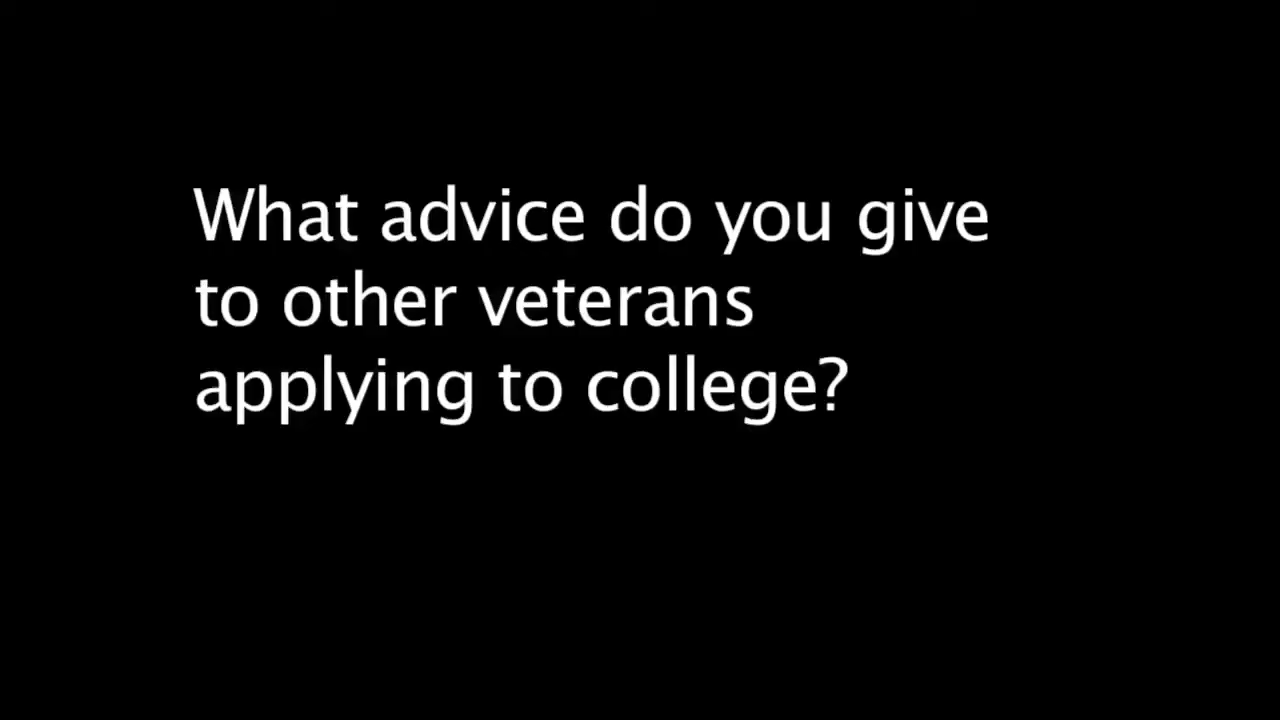 What advice do you give
to other veterans
applying to college?